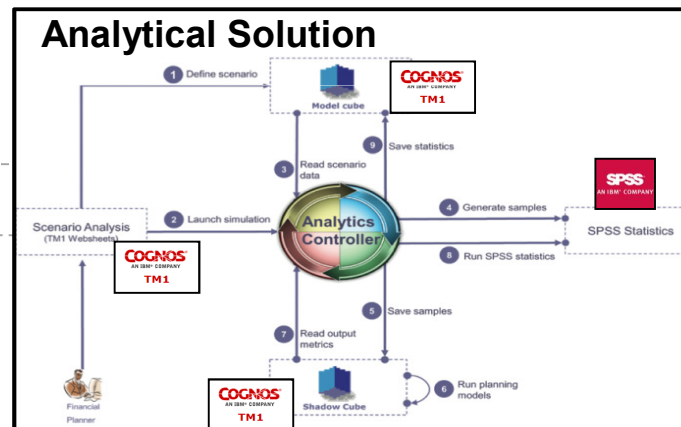 Analytical Solution
1 Define scenario
Model cube
COGNOS
AN IBM® COMPANY
TM1
9 Save statistics
3 Read scenario
data
SPSS
AN IBM® COMPANY
4 Generate samples
Scenario Analysis
(TM1 Websheets)
2 Launch simulation
Analytics
Controller
SPSS Statistics
COGNOS
AN IBM® COMPANY
TM1
8 Run SPSS statistics
5 Save samples
7 Read output
metrics
6 Run planning
models
Shadow Cube
COGNOS
AN IBM® COMPANY
TM1
Financial
Planner